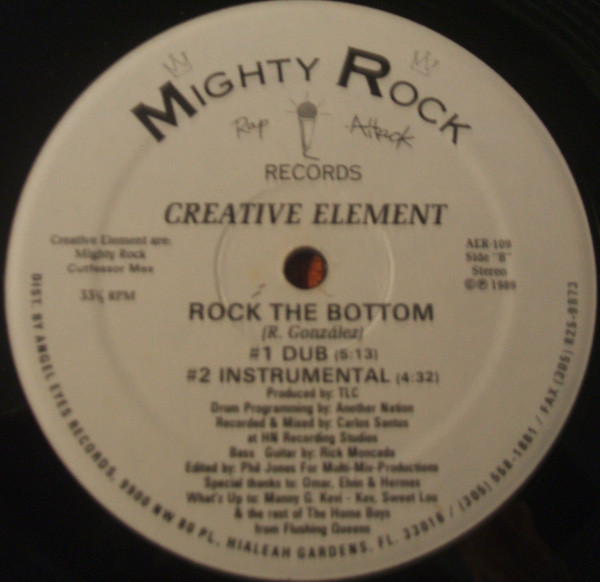 MIGHTY ROCK
Rap Attack
RECORDS
CREATIVE ELEMENT
Creative Element are:
Mighty Rock
Cutfessor Max
33⅓ RPM
AER-109
Side "B"
Stereo
©℗ 1989
ROCK THE BOTTOM
(R. González)
#1 DUB (5:13)
#2 INSTRUMENTAL (4:32)
Produced by: TLC
Drum Programming by: Another Nation
Recorded & Mixed by: Carlos Santos
at HN Recording Studios
Bass Guitar by: Rick Moncada
Edited by: Phil Jones For Multi-Mix-Productions
Special thanks to: Omar, Elvin & Hermes
What's Up to: Manny G. Kevi - Kev, Sweet Lou
& the rest of The Home Boys
from Flushing Queens
DIST. BY ANGEL EYES RECORDS, 9500 NW 80 PL, HIALEAH GARDENS, FL. 33016 / (305) 558-1881 / FAX (305) 826-9873